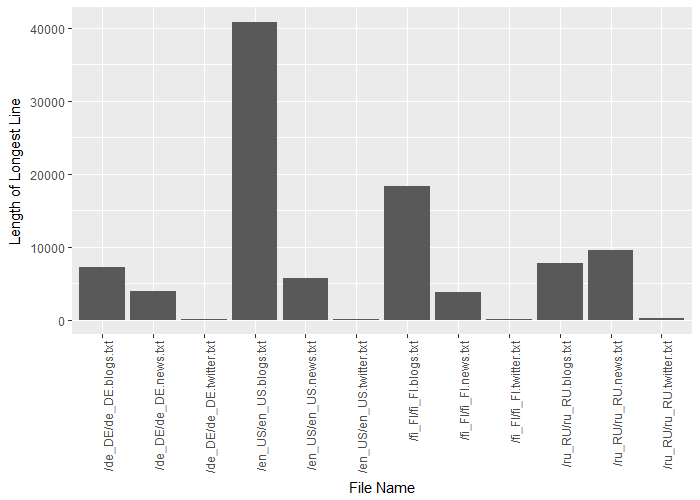 Length of Longest Line
40000
30000
20000
10000
0
/de_DE/de_DE.blogs.txt
/de_DE/de_DE.news.txt
/de_DE/de_DE.twitter.txt
/en_US/en_US.blogs.txt
/en_US/en_US.news.txt
/en_US/en_US.twitter.txt
/fi_FI/fi_FI.blogs.txt
/fi_FI/fi_FI.news.txt
/fi_FI/fi_FI.twitter.txt
/ru_RU/ru_RU.blogs.txt
/ru_RU/ru_RU.news.txt
/ru_RU/ru_RU.twitter.txt
File Name